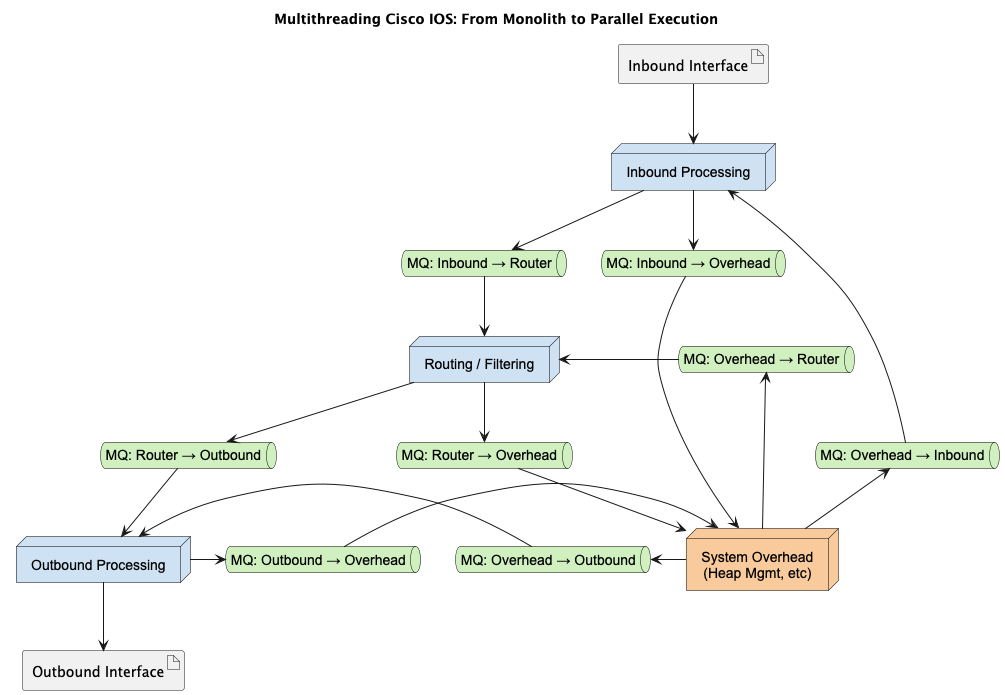 Multithreading Cisco IOS: From Monolith to Parallel Execution
Inbound Interface
Inbound Processing
MQ: Inbound → Router
MQ: Inbound → Overhead
Routing / Filtering
MQ: Overhead → Router
MQ: Router → Outbound
MQ: Router → Overhead
MQ: Overhead → Inbound
Outbound Processing
MQ: Outbound → Overhead
MQ: Overhead → Outbound
System Overhead
(Heap Mgmt, etc)
Outbound Interface